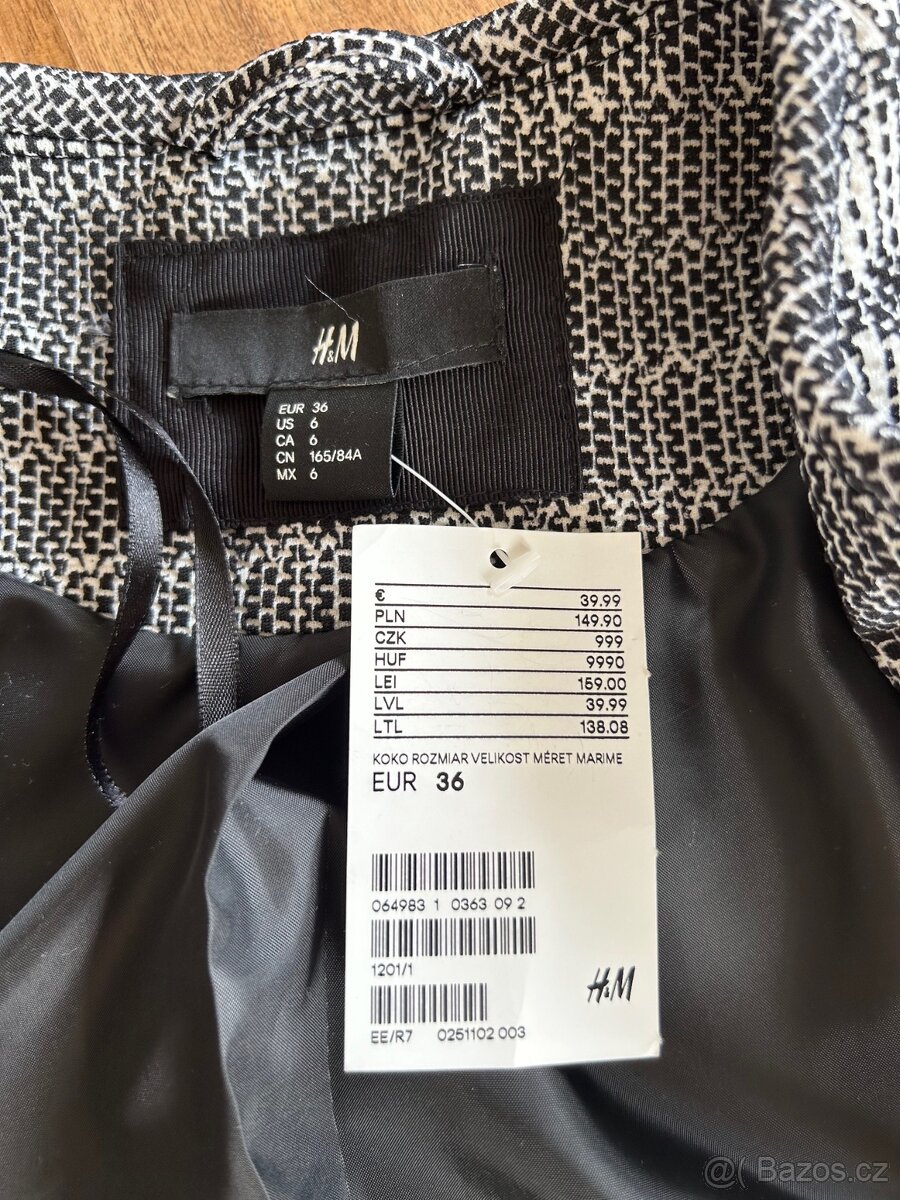 H&M
EUR 36
US 6
CA 6
CN 165/84A
MX 6
€ 39.99
PLN 149.90
CZK 999
HUF 9990
LEI 159.00
LVL 39.99
LTL 138.08
KOKO ROZMIAR VELIKOST MÉRET MARIME
EUR 36
064983 1 0363 09 2
1201/1
H&M
EE/R7 0251102 003
@( Bazos.cz